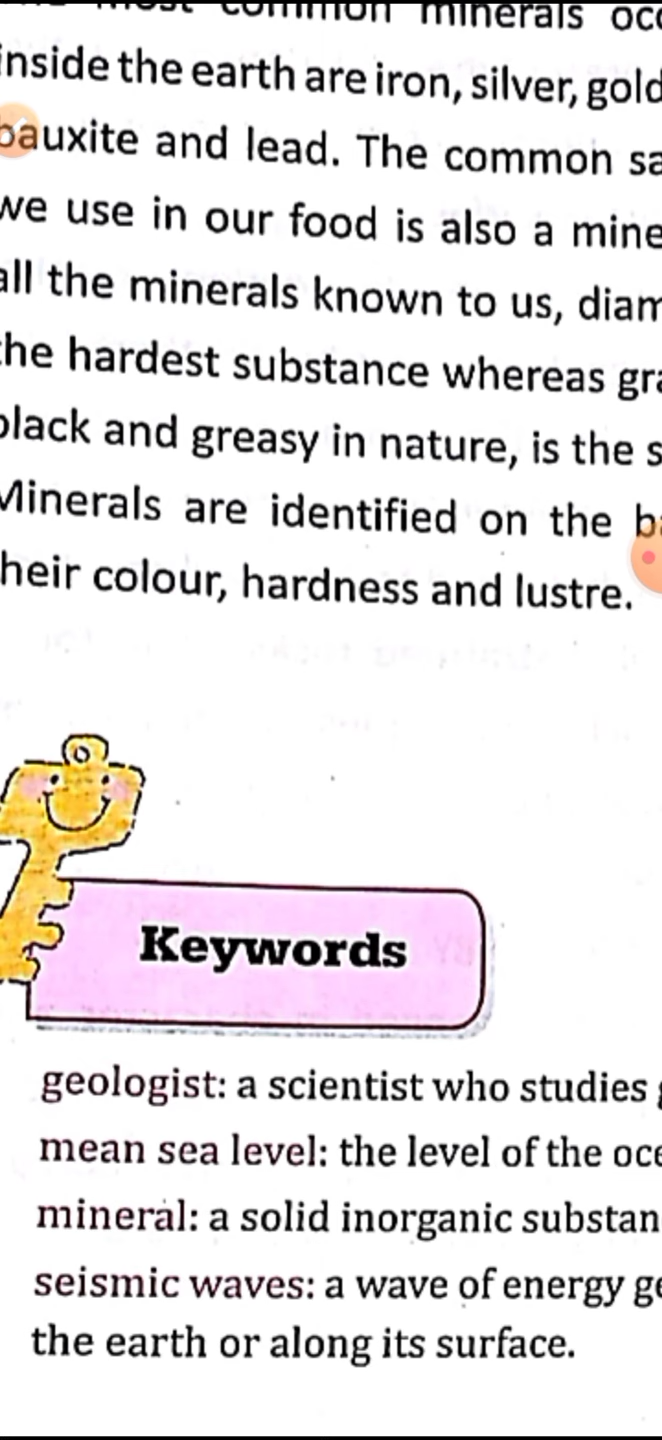 most common minerals
inside the earth are iron, silver, gold
bauxite and lead. The common
we use in our food is also a
all the minerals known to us,
the hardest substance whereas
black and greasy in nature, is the
Minerals are identified on the
their colour, hardness and lustre.
Keywords
geologist: a scientist who studies
mean sea level: the level of the
mineral: a solid inorganic
seismic waves: a wave of energy
the earth or along its surface.